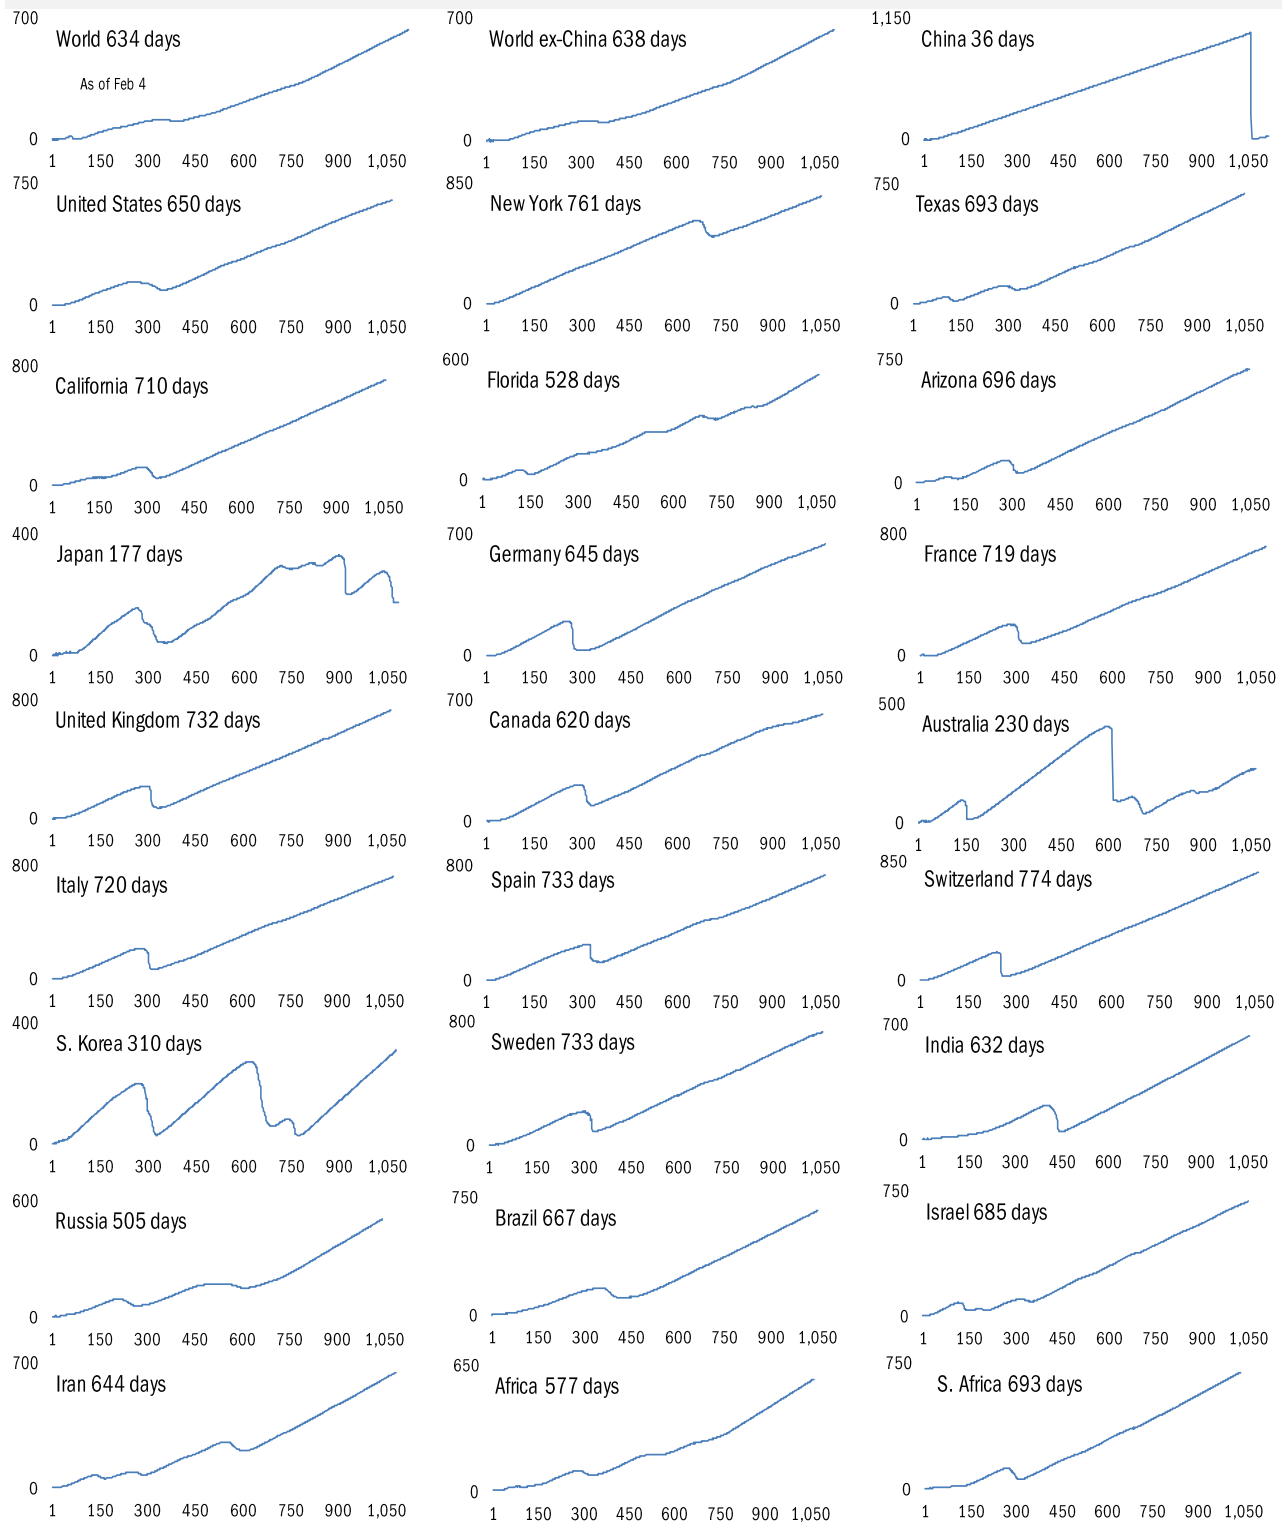 700 700 1,150
World 634 days World ex-China 638 days China 36 days
As of Feb 4
0 0 0
1 150 300 450 600 750 900 1,050 1 150 300 450 600 750 900 1,050 1 150 300 450 600 750 900 1,050
750 850 750
United States 650 days New York 761 days Texas 693 days
0 0 0
1 150 300 450 600 750 900 1,050 1 150 300 450 600 750 900 1,050 1 150 300 450 600 750 900 1,050
800 600 750
California 710 days Florida 528 days Arizona 696 days
0 0 0
1 150 300 450 600 750 900 1,050 1 150 300 450 600 750 900 1,050 1 150 300 450 600 750 900 1,050
400 700 800
Japan 177 days Germany 645 days France 719 days
0 0 0
1 150 300 450 600 750 900 1,050 1 150 300 450 600 750 900 1,050 1 150 300 450 600 750 900 1,050
800 700 500
United Kingdom 732 days Canada 620 days Australia 230 days
0 0 0
1 150 300 450 600 750 900 1,050 1 150 300 450 600 750 900 1,050 1 150 300 450 600 750 900 1,050
800 800 850
Italy 720 days Spain 733 days Switzerland 774 days
0 0 0
1 150 300 450 600 750 900 1,050 1 150 300 450 600 750 900 1,050 1 150 300 450 600 750 900 1,050
400 800 700
S. Korea 310 days Sweden 733 days India 632 days
0 0 0
1 150 300 450 600 750 900 1,050 1 150 300 450 600 750 900 1,050 1 150 300 450 600 750 900 1,050
600 750 750
Russia 505 days Brazil 667 days Israel 685 days
0 0 0
1 150 300 450 600 750 900 1,050 1 150 300 450 600 750 900 1,050 1 150 300 450 600 750 900 1,050
700 650 750
Iran 644 days Africa 577 days S. Africa 693 days
0 0 0
1 150 300 450 600 750 900 1,050 1 150 300 450 600 750 900 1,050 1 150 300 450 600 750 900 1,050